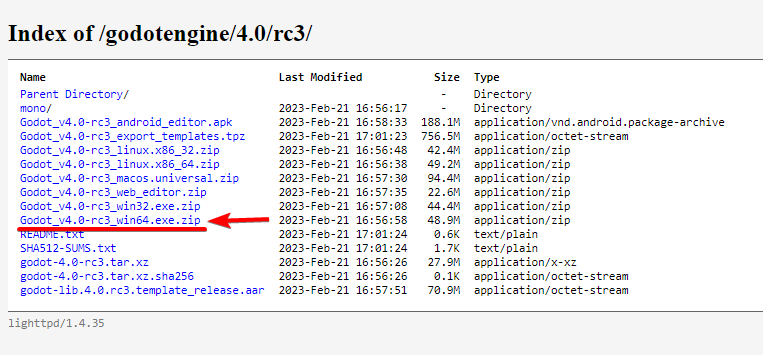 Index of /godotengine/4.0/rc3/
Name Last Modified Size Type
Parent Directory/ - Directory
mono/ 2023-Feb-21 16:56:17 - Directory
Godot_v4.0-rc3_android_editor.apk 2023-Feb-21 16:58:33 188.1M application/vnd.android.package-archive
Godot_v4.0-rc3_export_templates.tpz 2023-Feb-21 17:01:23 756.5M application/octet-stream
Godot_v4.0-rc3_linux.x86_32.zip 2023-Feb-21 16:56:48 42.4M application/zip
Godot_v4.0-rc3_linux.x86_64.zip 2023-Feb-21 16:56:38 49.2M application/zip
Godot_v4.0-rc3_macos.universal.zip 2023-Feb-21 16:57:30 94.4M application/zip
Godot_v4.0-rc3_web_editor.zip 2023-Feb-21 16:57:35 22.6M application/zip
Godot_v4.0-rc3_win32.exe.zip 2023-Feb-21 16:57:08 44.4M application/zip
Godot_v4.0-rc3_win64.exe.zip 2023-Feb-21 16:56:58 48.9M application/zip
README.txt 2023-Feb-21 17:01:24 0.6K text/plain
SHA512-SUMS.txt 2023-Feb-21 17:01:24 1.7K text/plain
godot-4.0-rc3.tar.xz 2023-Feb-21 16:56:26 27.9M application/x-xz
godot-4.0-rc3.tar.xz.sha256 2023-Feb-21 16:56:26 0.1K application/octet-stream
godot-lib.4.0.rc3.template_release.aar 2023-Feb-21 16:57:51 70.9M application/octet-stream
lighttpd/1.4.35